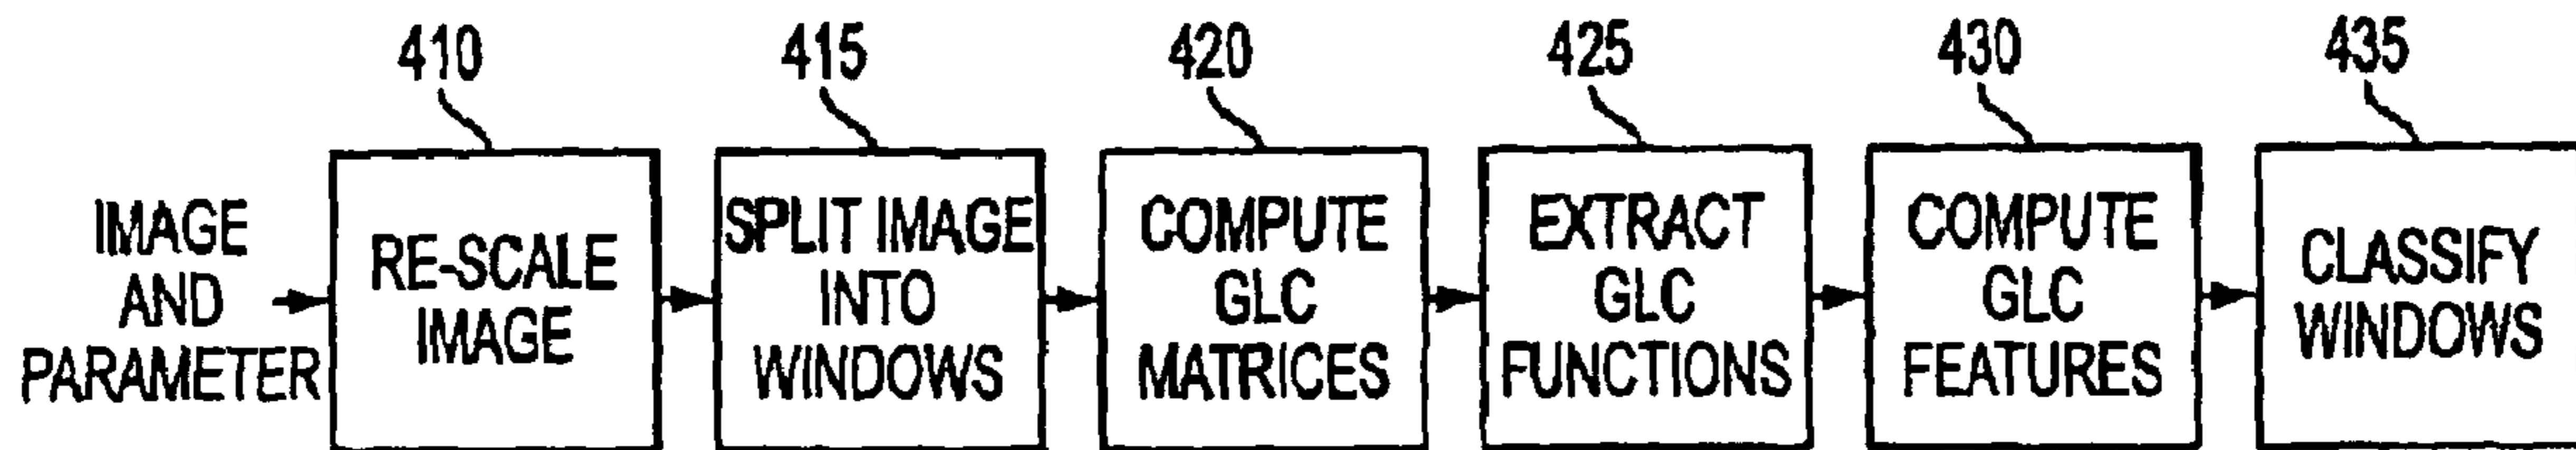 410
415
420
425
430
435
IMAGE
AND
PARAMETER
RE-SCALE
IMAGE
SPLIT IMAGE
INTO
WINDOWS
COMPUTE
GLC
MATRICES
EXTRACT
GLC
FUNCTIONS
COMPUTE
GLC
FEATURES
CLASSIFY
WINDOWS